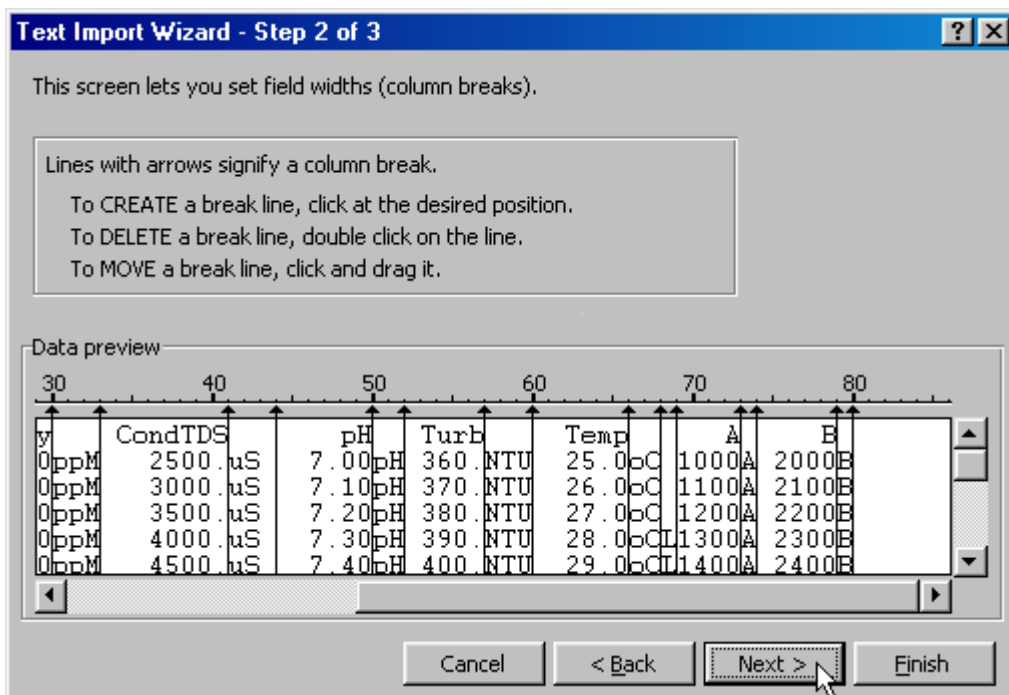 Text Import Wizard - Step 2 of 3
This screen lets you set field widths (column breaks).
Lines with arrows signify a column break.
To CREATE a break line, click at the desired position.
To DELETE a break line, double click on the line.
To MOVE a break line, click and drag it.
Data preview
30 40 50 60 70 80
y CondTDS pH Turb Temp A B
0ppM 2500.uS 7.00pH 360.NTU 25.0oC 1000A 2000B
0ppM 3000.uS 7.10pH 370.NTU 26.0oC 1100A 2100B
0ppM 3500.uS 7.20pH 380.NTU 27.0oC 1200A 2200B
0ppM 4000.uS 7.30pH 390.NTU 28.0oCL1300A 2300B
0ppM 4500.uS 7.40pH 400.NTU 29.0oCL1400A 2400B
Cancel < Back Next > Finish